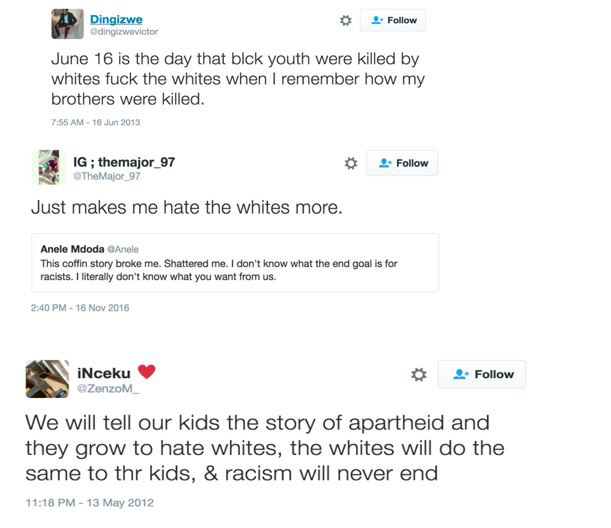 Dingizwe
@dingizwevictor
Follow
June 16 is the day that blck youth were killed by
whites fuck the whites when I remember how my
brothers were killed.
7:55 AM - 16 Jun 2013
IG ; themajor_97
@TheMajor_97
Follow
Just makes me hate the whites more.
Anele Mdoda @Anele
This coffin story broke me. Shattered me. I don't know what the end goal is for
racists. I literally don't know what you want from us.
2:40 PM - 16 Nov 2016
iNceku ❤️
@ZenzoM_
Follow
We will tell our kids the story of apartheid and
they grow to hate whites, the whites will do the
same to thr kids, & racism will never end
11:18 PM - 13 May 2012